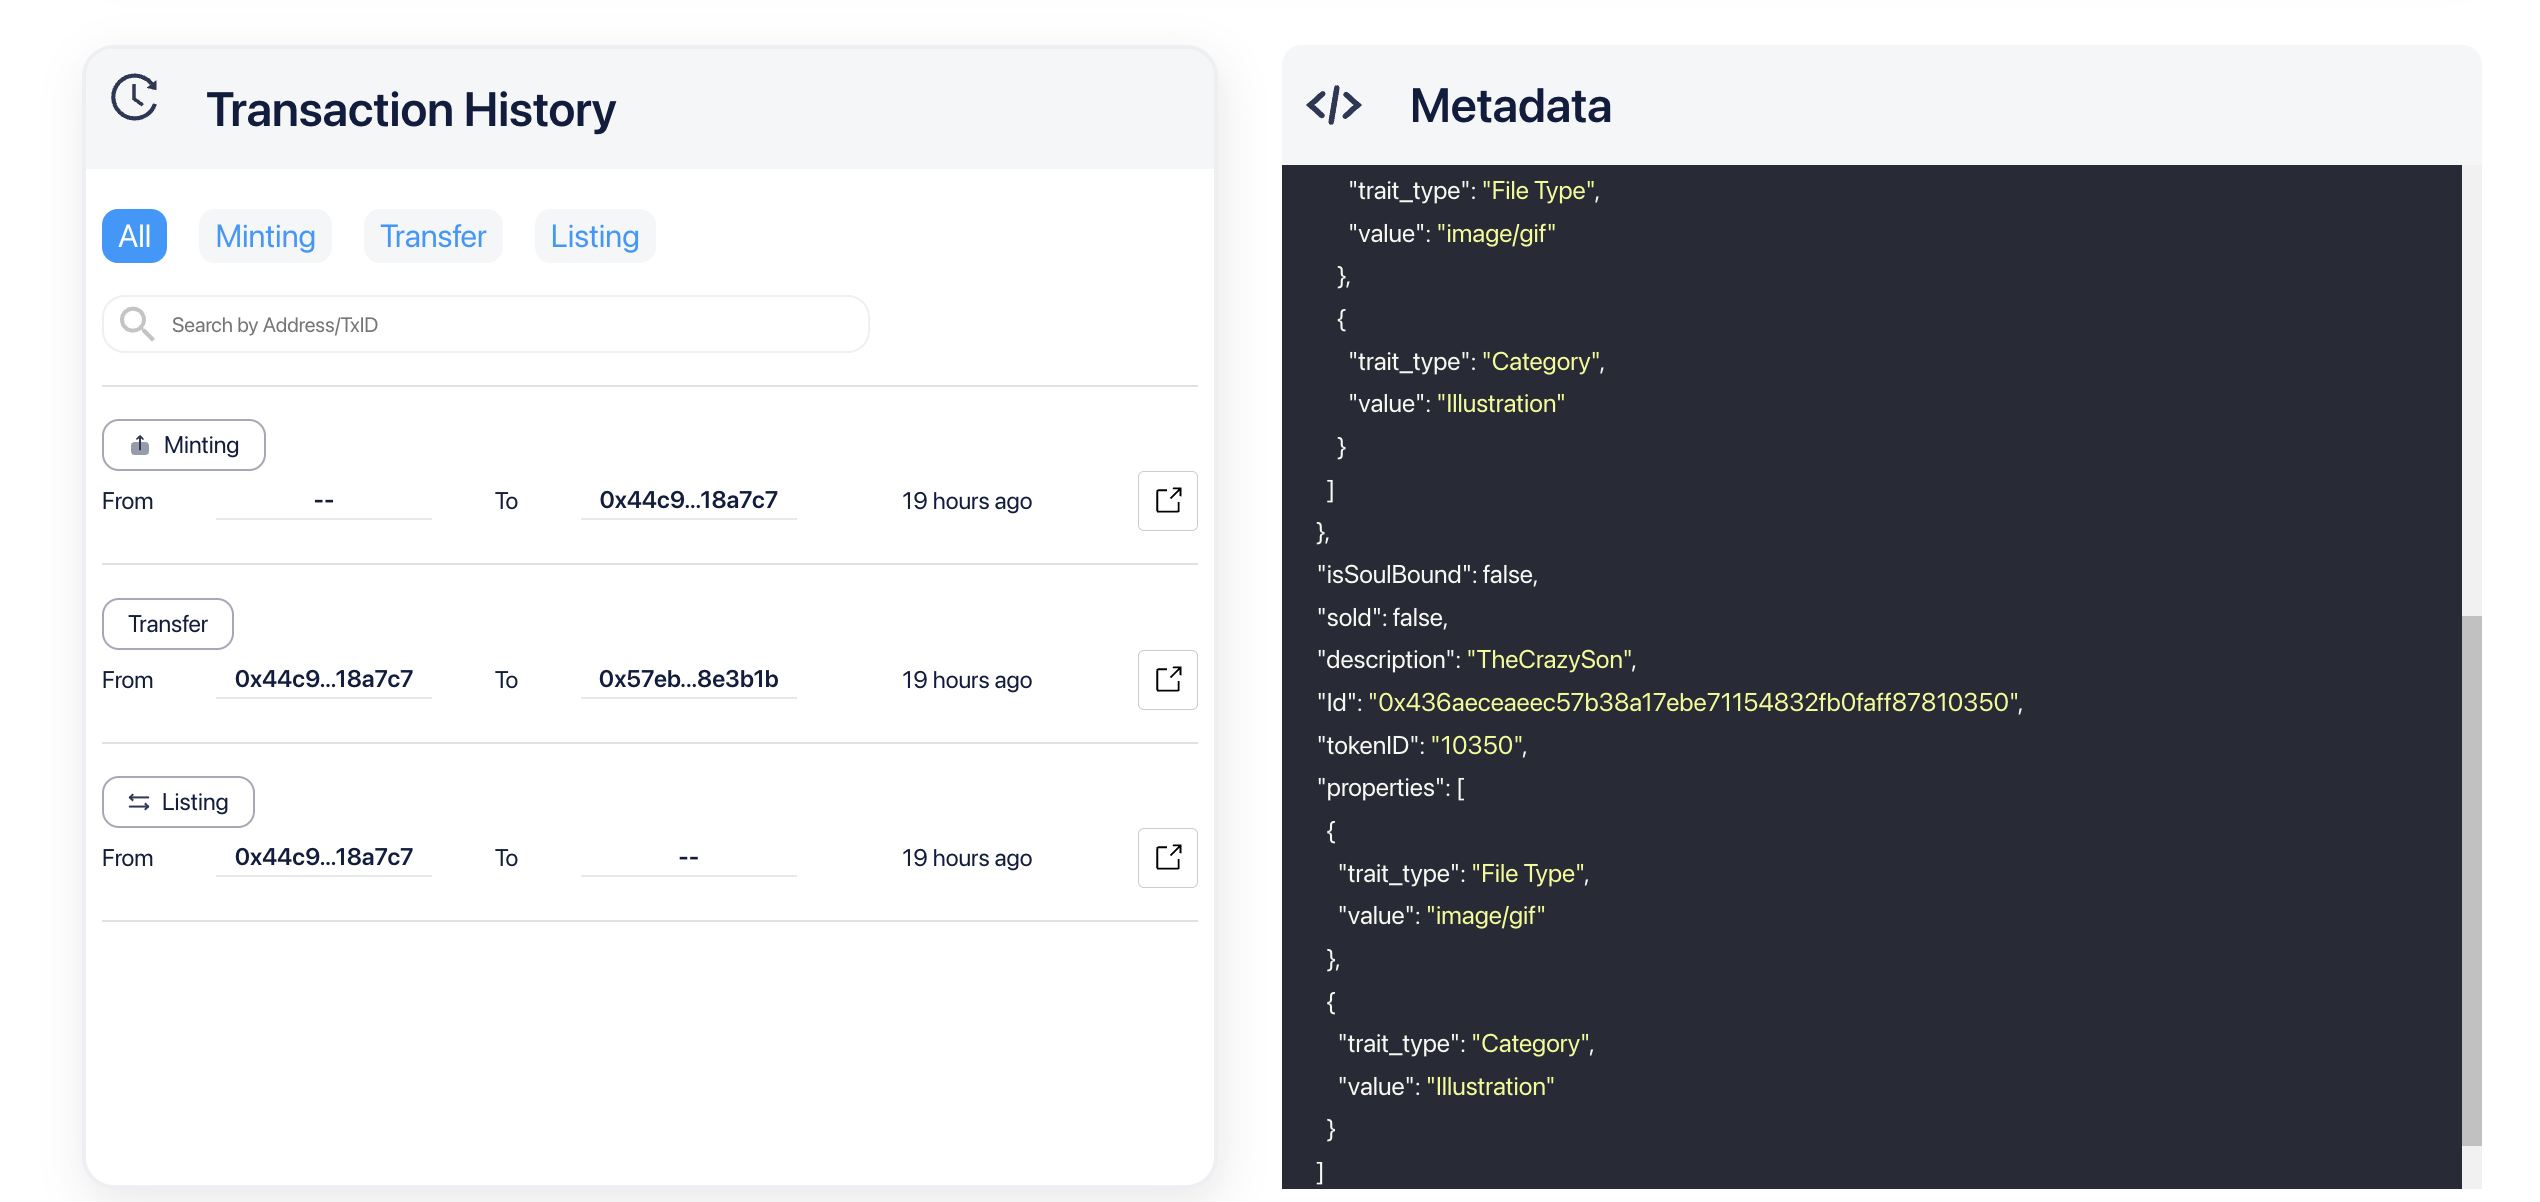 Transaction History
All Minting Transfer Listing
Search by Address/TxID
Minting
From -- To 0x44c9...18a7c7 19 hours ago
Transfer
From 0x44c9...18a7c7 To 0x57eb...8e3b1b 19 hours ago
Listing
From 0x44c9...18a7c7 To -- 19 hours ago
</> Metadata
"trait_type": "File Type",
"value": "image/gif"
},
{
"trait_type": "Category",
"value": "Illustration"
}
]
},
"isSoulBound": false,
"sold": false,
"description": "TheCrazySon",
"Id": "0x436aeceaeec57b38a17ebe71154832fb0faff87810350",
"tokenID": "10350",
"properties": [
{
"trait_type": "File Type",
"value": "image/gif"
},
{
"trait_type": "Category",
"value": "Illustration"
}
]